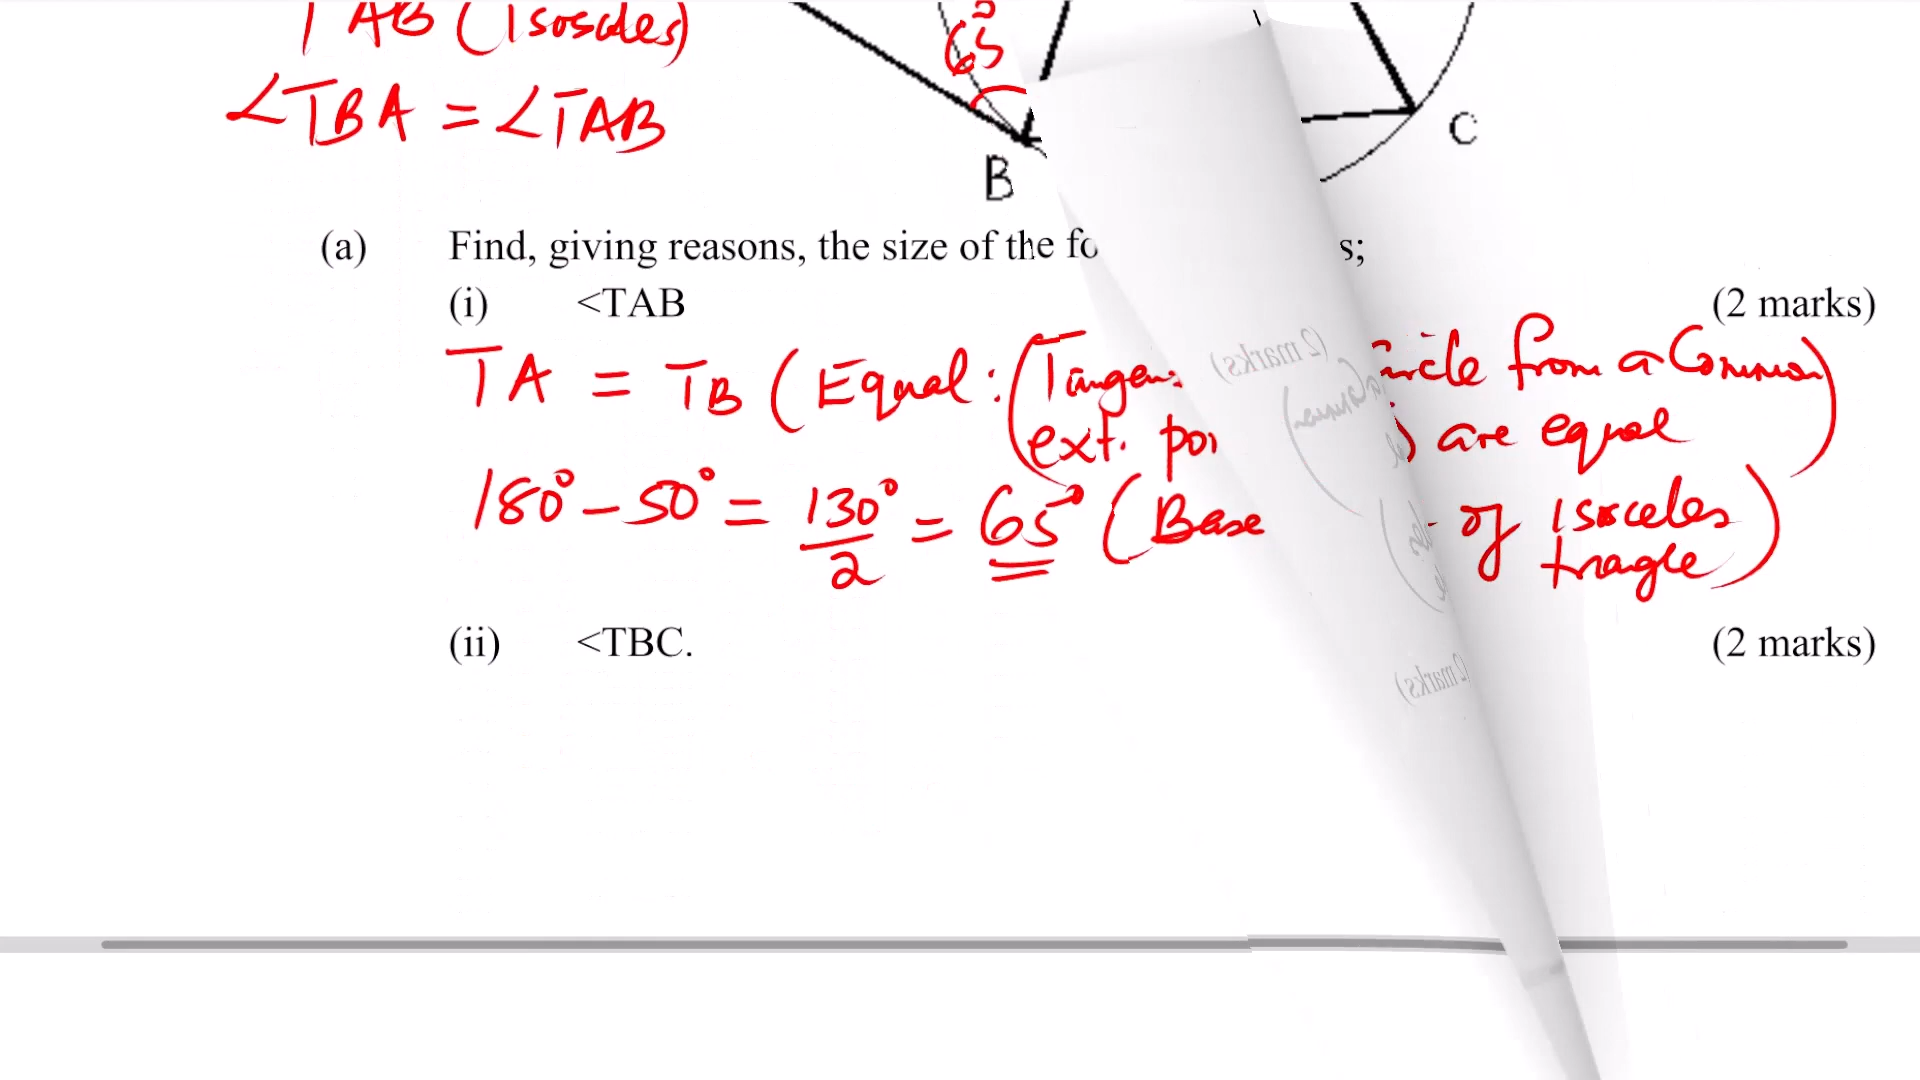 TAB (Isosceles)
65°
∠TBA = ∠TAB
C
B
(a) Find, giving reasons, the size of the fo s;
(i) <TAB (2 marks)
TA = TB (Equal: (Tangen ircle from a Common)
ext. poi ) are equal
180° - 50° = 130°/2 = 65° (Base of Isosceles
triagle)
(ii) <TBC. (2 marks)